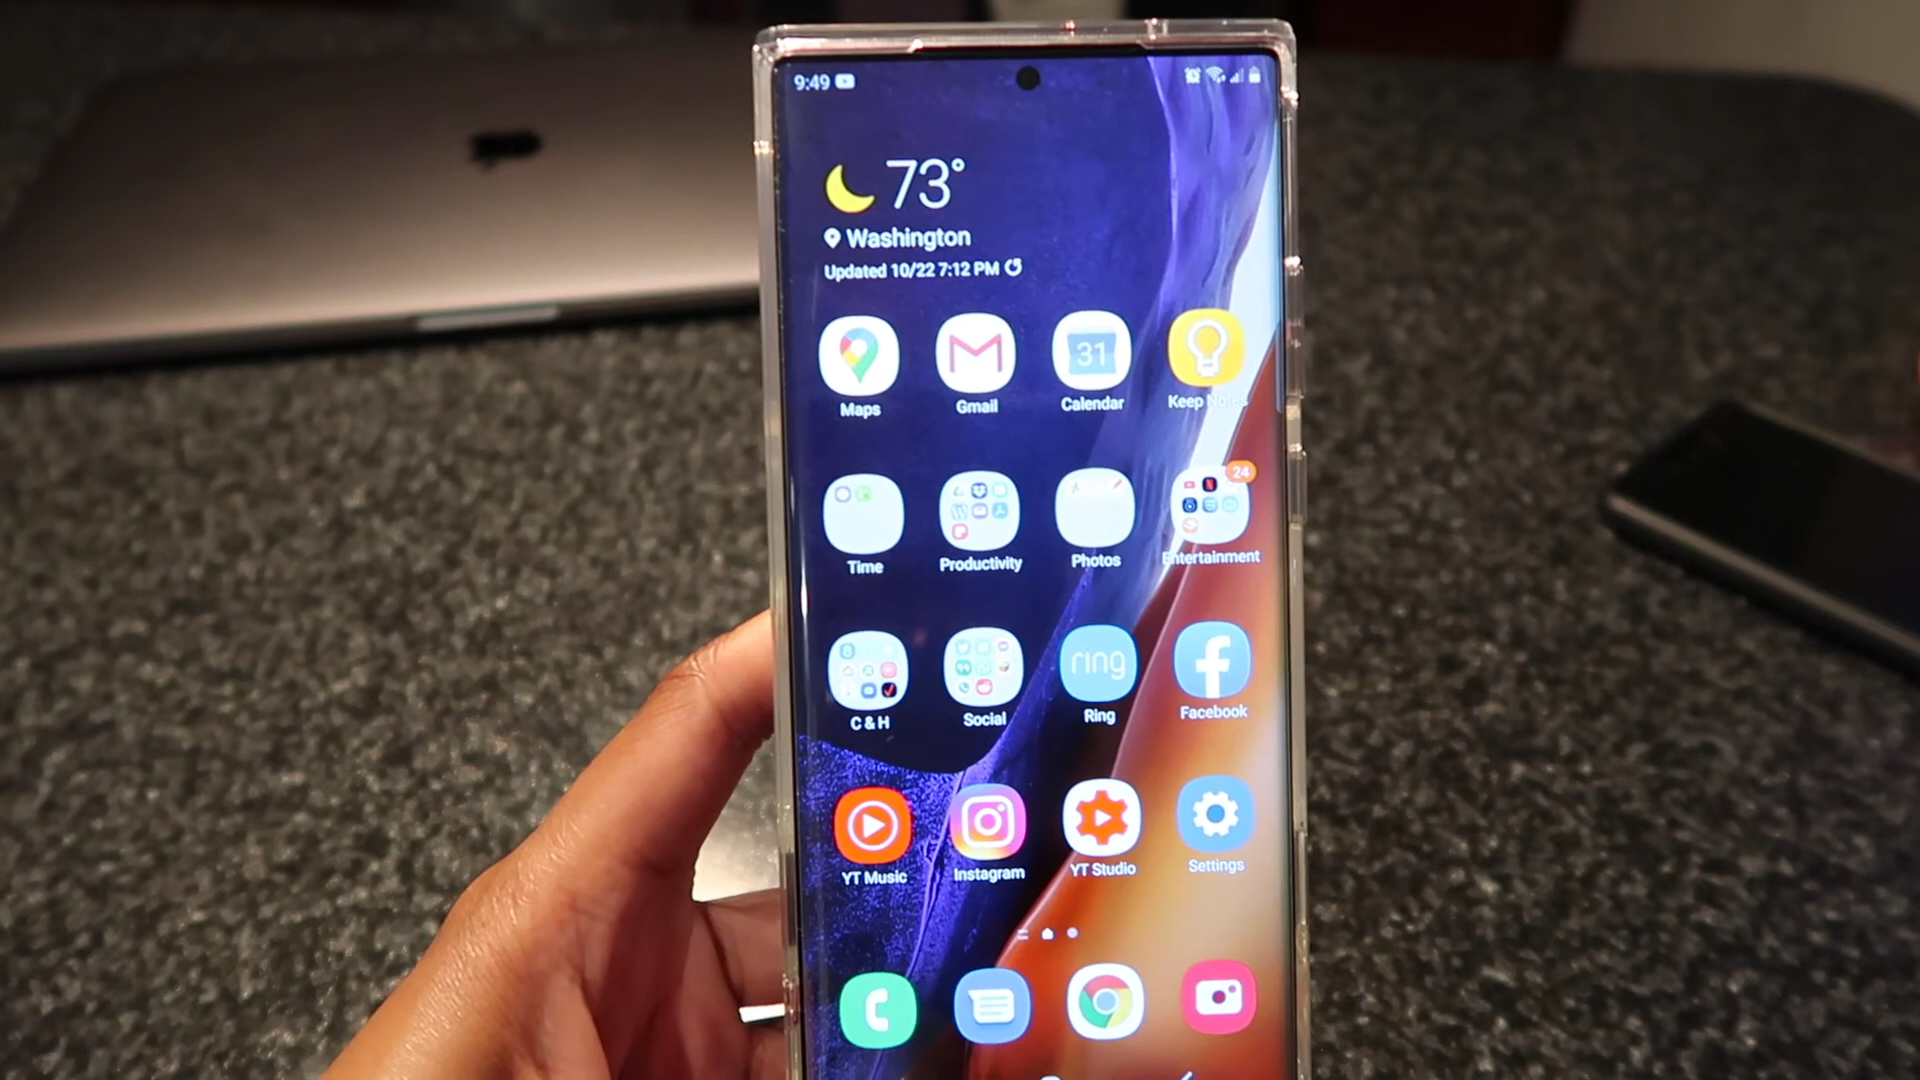 9:49
73°
Washington
Updated 10/22 7:12 PM
31
Maps
Gmail
Calendar
Keep Notes
24
Time
Productivity
Photos
Entertainment
ring
C & H
Social
Ring
Facebook
YT Music
Instagram
YT Studio
Settings